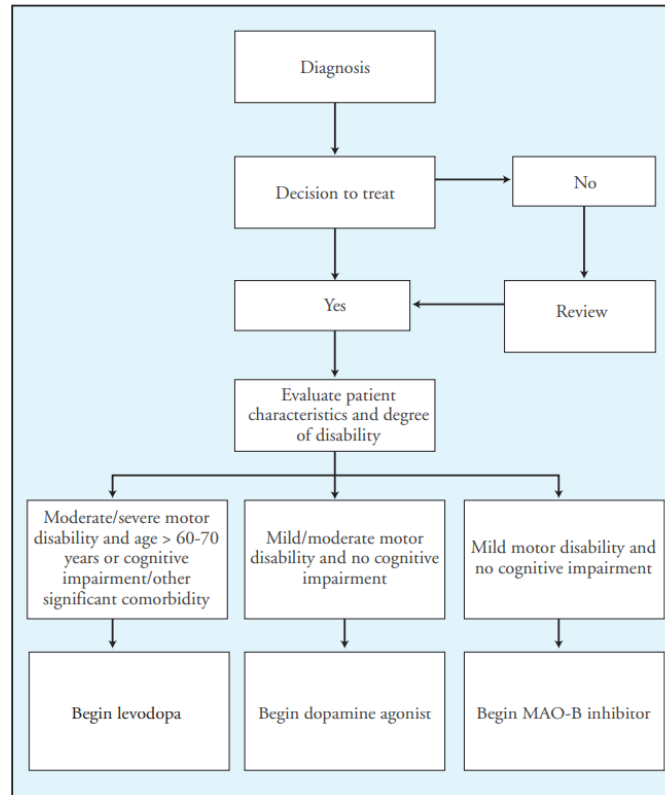 Diagnosis
Decision to treat
No
Yes
Review
Evaluate patient
characteristics and degree
of disability
Moderate/severe motor
disability and age > 60-70
years or cognitive
impairment/other
significant comorbidity
Mild/moderate motor
disability and no cognitive
impairment
Mild motor disability and
no cognitive impairment
Begin levodopa
Begin dopamine agonist
Begin MAO-B inhibitor